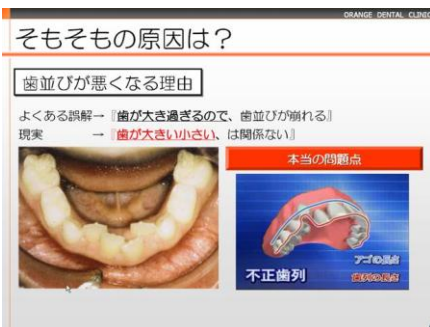 ORANGE DENTAL CLINIC
そもそもの原因は？
歯並びが悪くなる理由
よくある誤解→『歯が大き過ぎるので、歯並びが崩れる』
現実　　　→『歯が大きい小さい、は関係ない』
本当の問題点
アゴの長さ
不正歯列
歯列の長さ